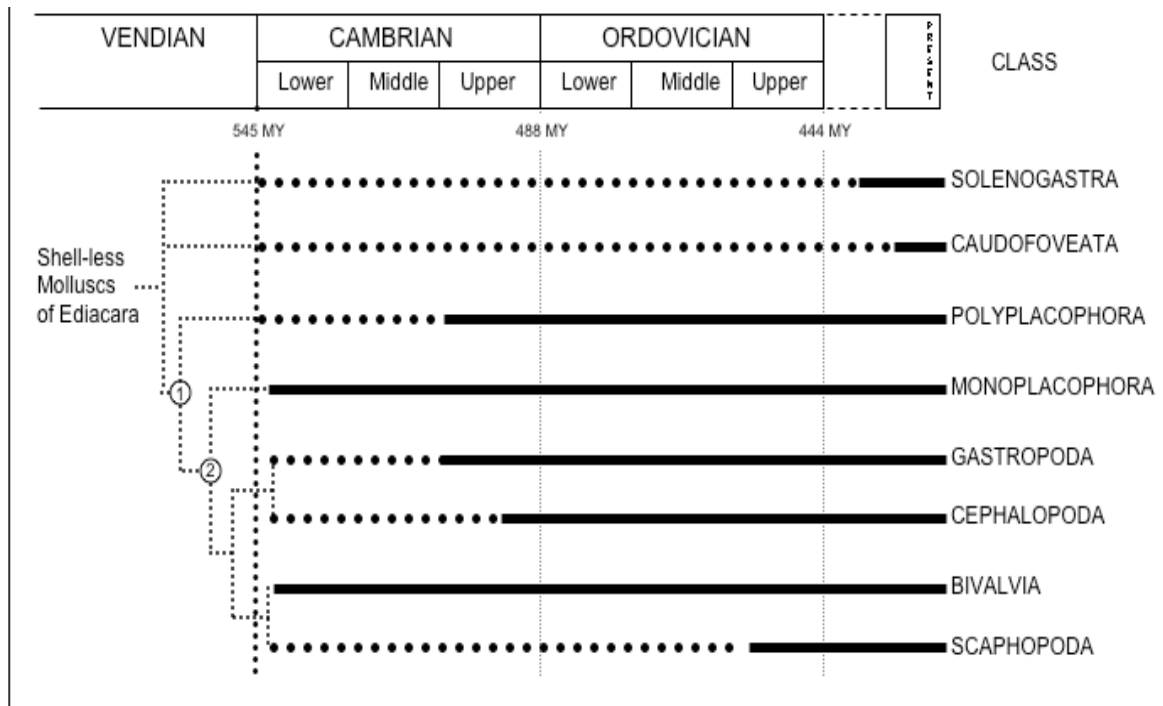 VENDIAN
CAMBRIAN
ORDOVICIAN
PRESENT
CLASS
Lower
Middle
Upper
Lower
Middle
Upper
545 MY
488 MY
444 MY
SOLENOGASTRA
CAUDOFOVEATA
Shell-less
Molluscs
of Ediacara
POLYPLACOPHORA
1
MONOPLACOPHORA
2
GASTROPODA
CEPHALOPODA
BIVALVIA
SCAPHOPODA